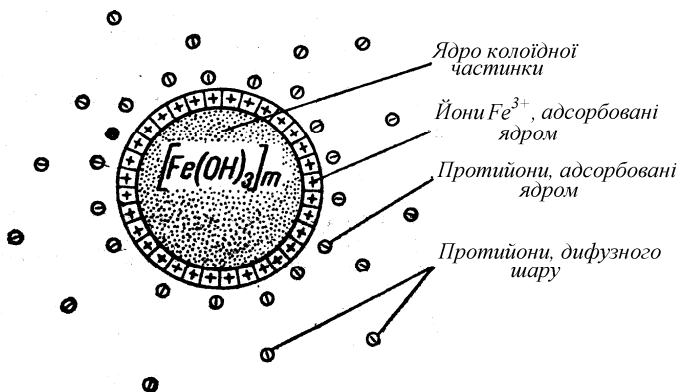 Ядро колоїдної
частинки
Йони Fe³⁺, адсорбовані
ядром
[Fe(OH)₃]m
Протийони, адсорбовані
ядром
Протийони, дифузного
шару